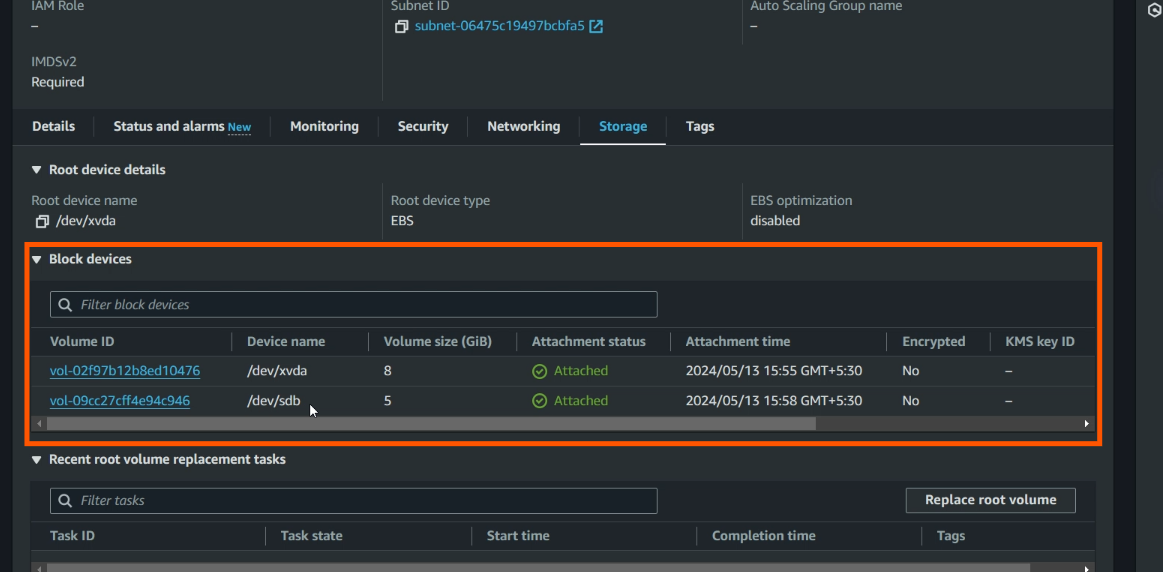 IAM Role Subnet ID Auto Scaling Group name
– subnet-06475c19497bcbfa5 –
IMDSv2
Required
Details Status and alarms New Monitoring Security Networking Storage Tags
Root device details
Root device name Root device type EBS optimization
/dev/xvda EBS disabled
Block devices
Filter block devices
Volume ID Device name Volume size (GiB) Attachment status Attachment time Encrypted KMS key ID
vol-02f97b12b8ed10476 /dev/xvda 8 Attached 2024/05/13 15:55 GMT+5:30 No –
vol-09cc27cff4e94c946 /dev/sdb 5 Attached 2024/05/13 15:58 GMT+5:30 No –
Recent root volume replacement tasks
Filter tasks Replace root volume
Task ID Task state Start time Completion time Tags